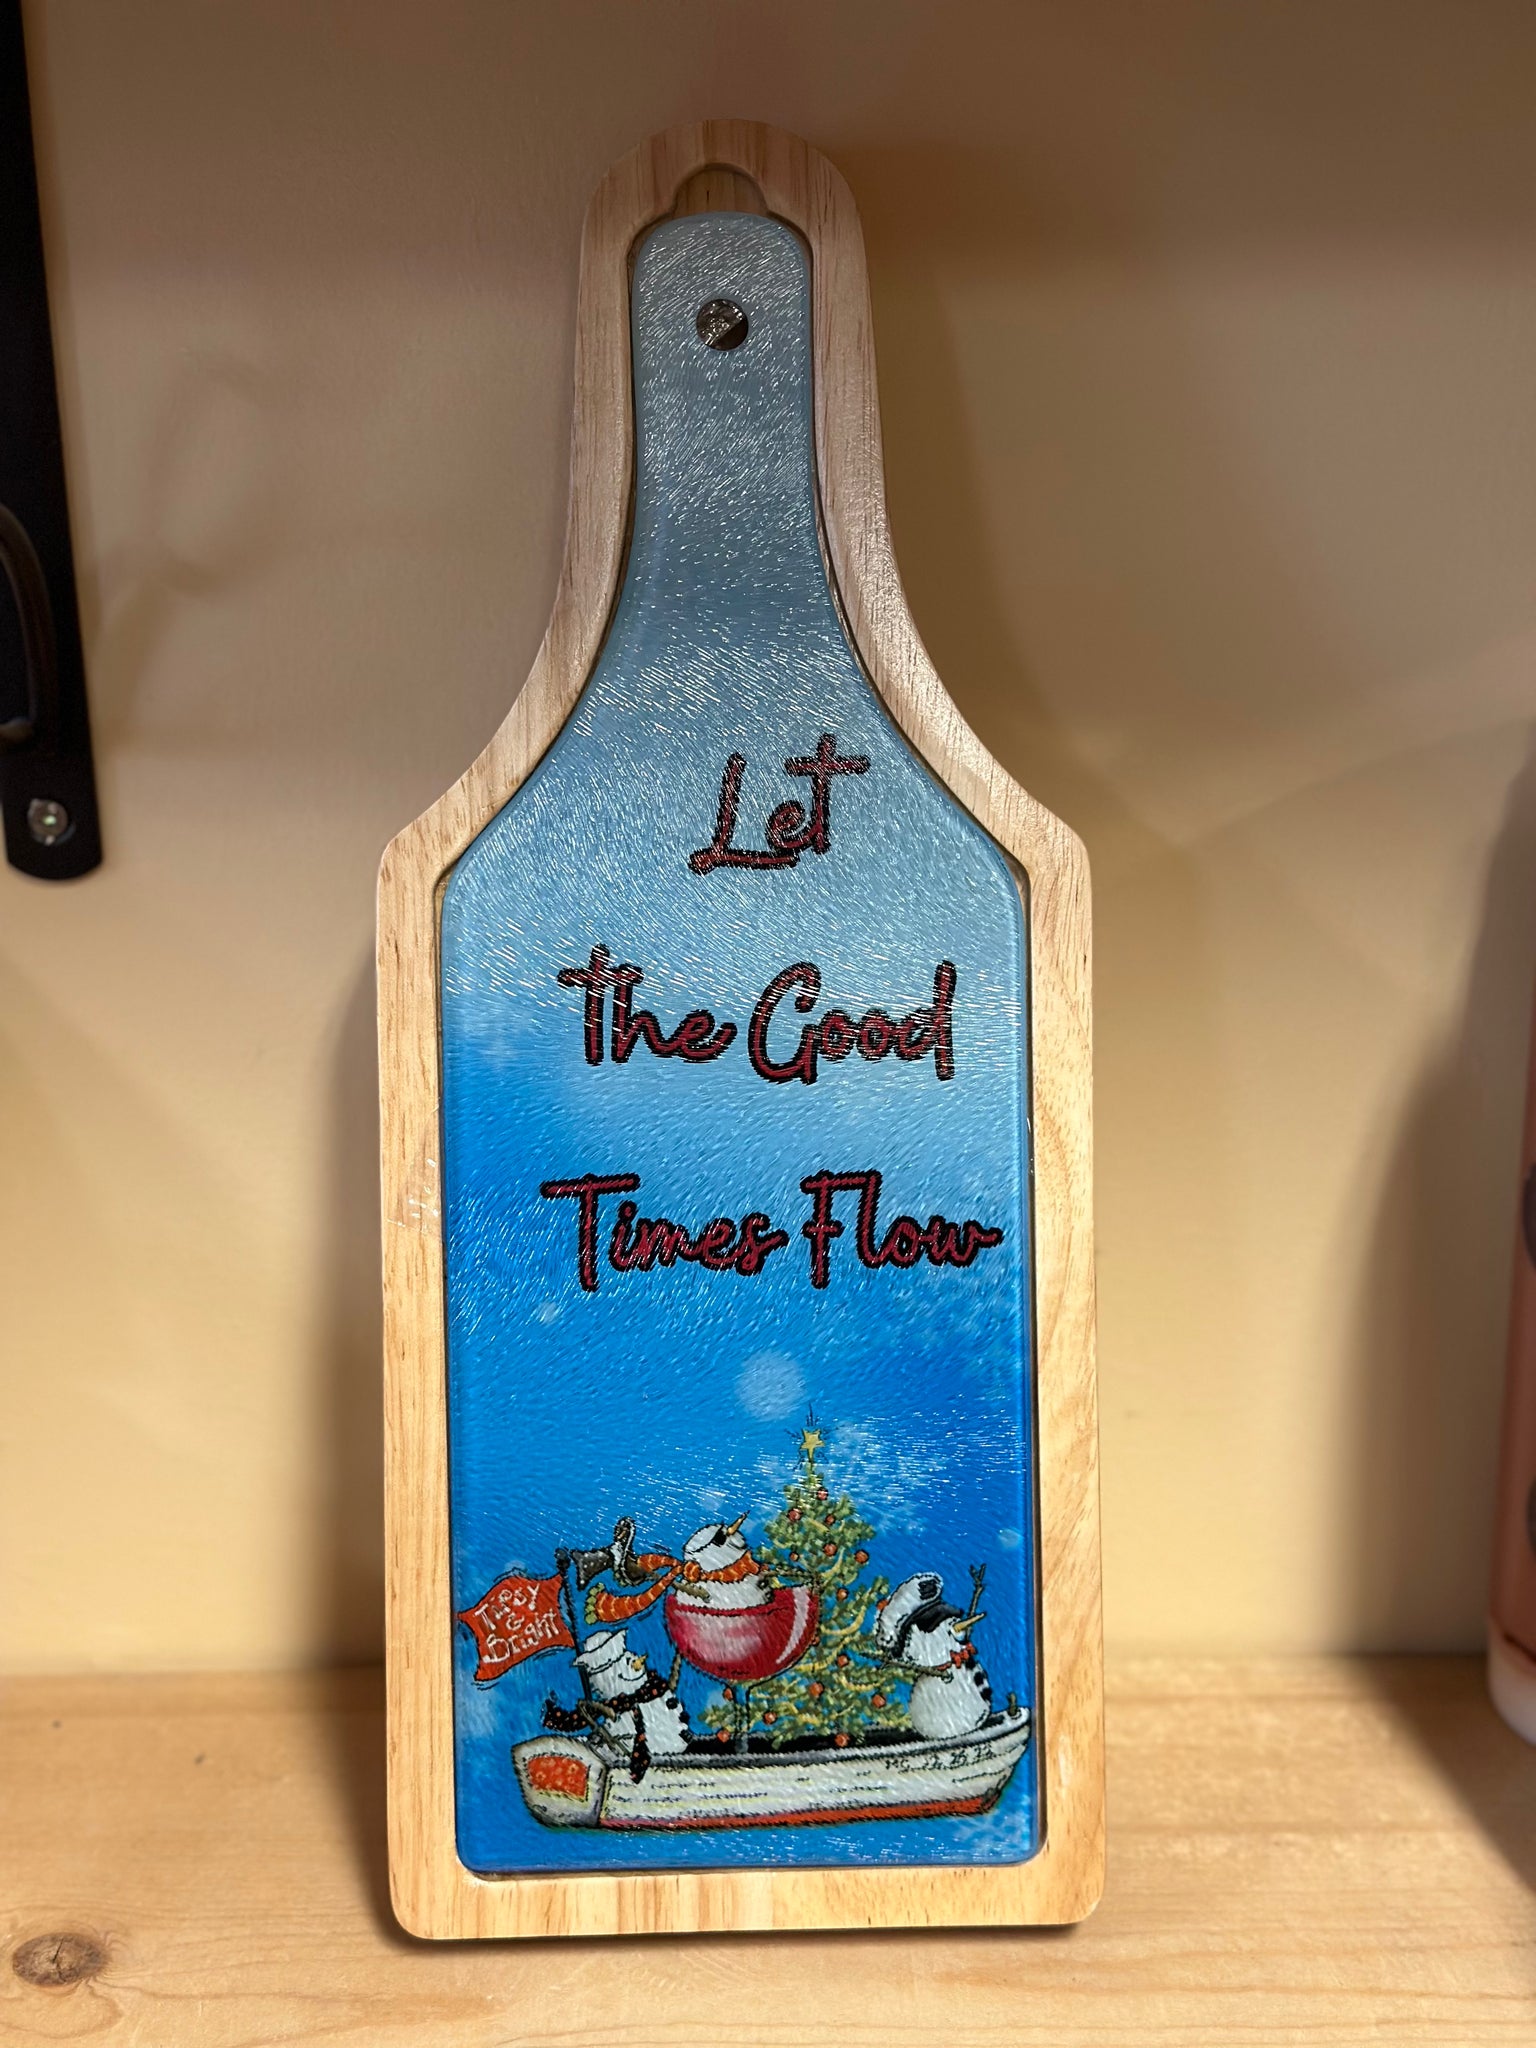 Let
The Good
Times Flow
Tipsy
&
Bright